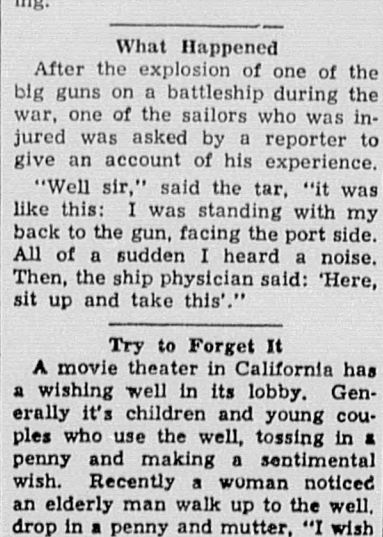 ing.
What Happened
After the explosion of one of the
big guns on a battleship during the
war, one of the sailors who was in-
jured was asked by a reporter to
give an account of his experience.
"Well sir," said the tar, "it was
like this: I was standing with my
back to the gun, facing the port side.
All of a sudden I heard a noise.
Then, the ship physician said: 'Here,
sit up and take this'."
Try to Forget It
A movie theater in California has
a wishing well in its lobby. Gen-
erally it's children and young cou-
ples who use the well, tossing in a
penny and making a sentimental
wish. Recently a woman noticed
an elderly man walk up to the well,
drop in a penny and mutter, "I wish